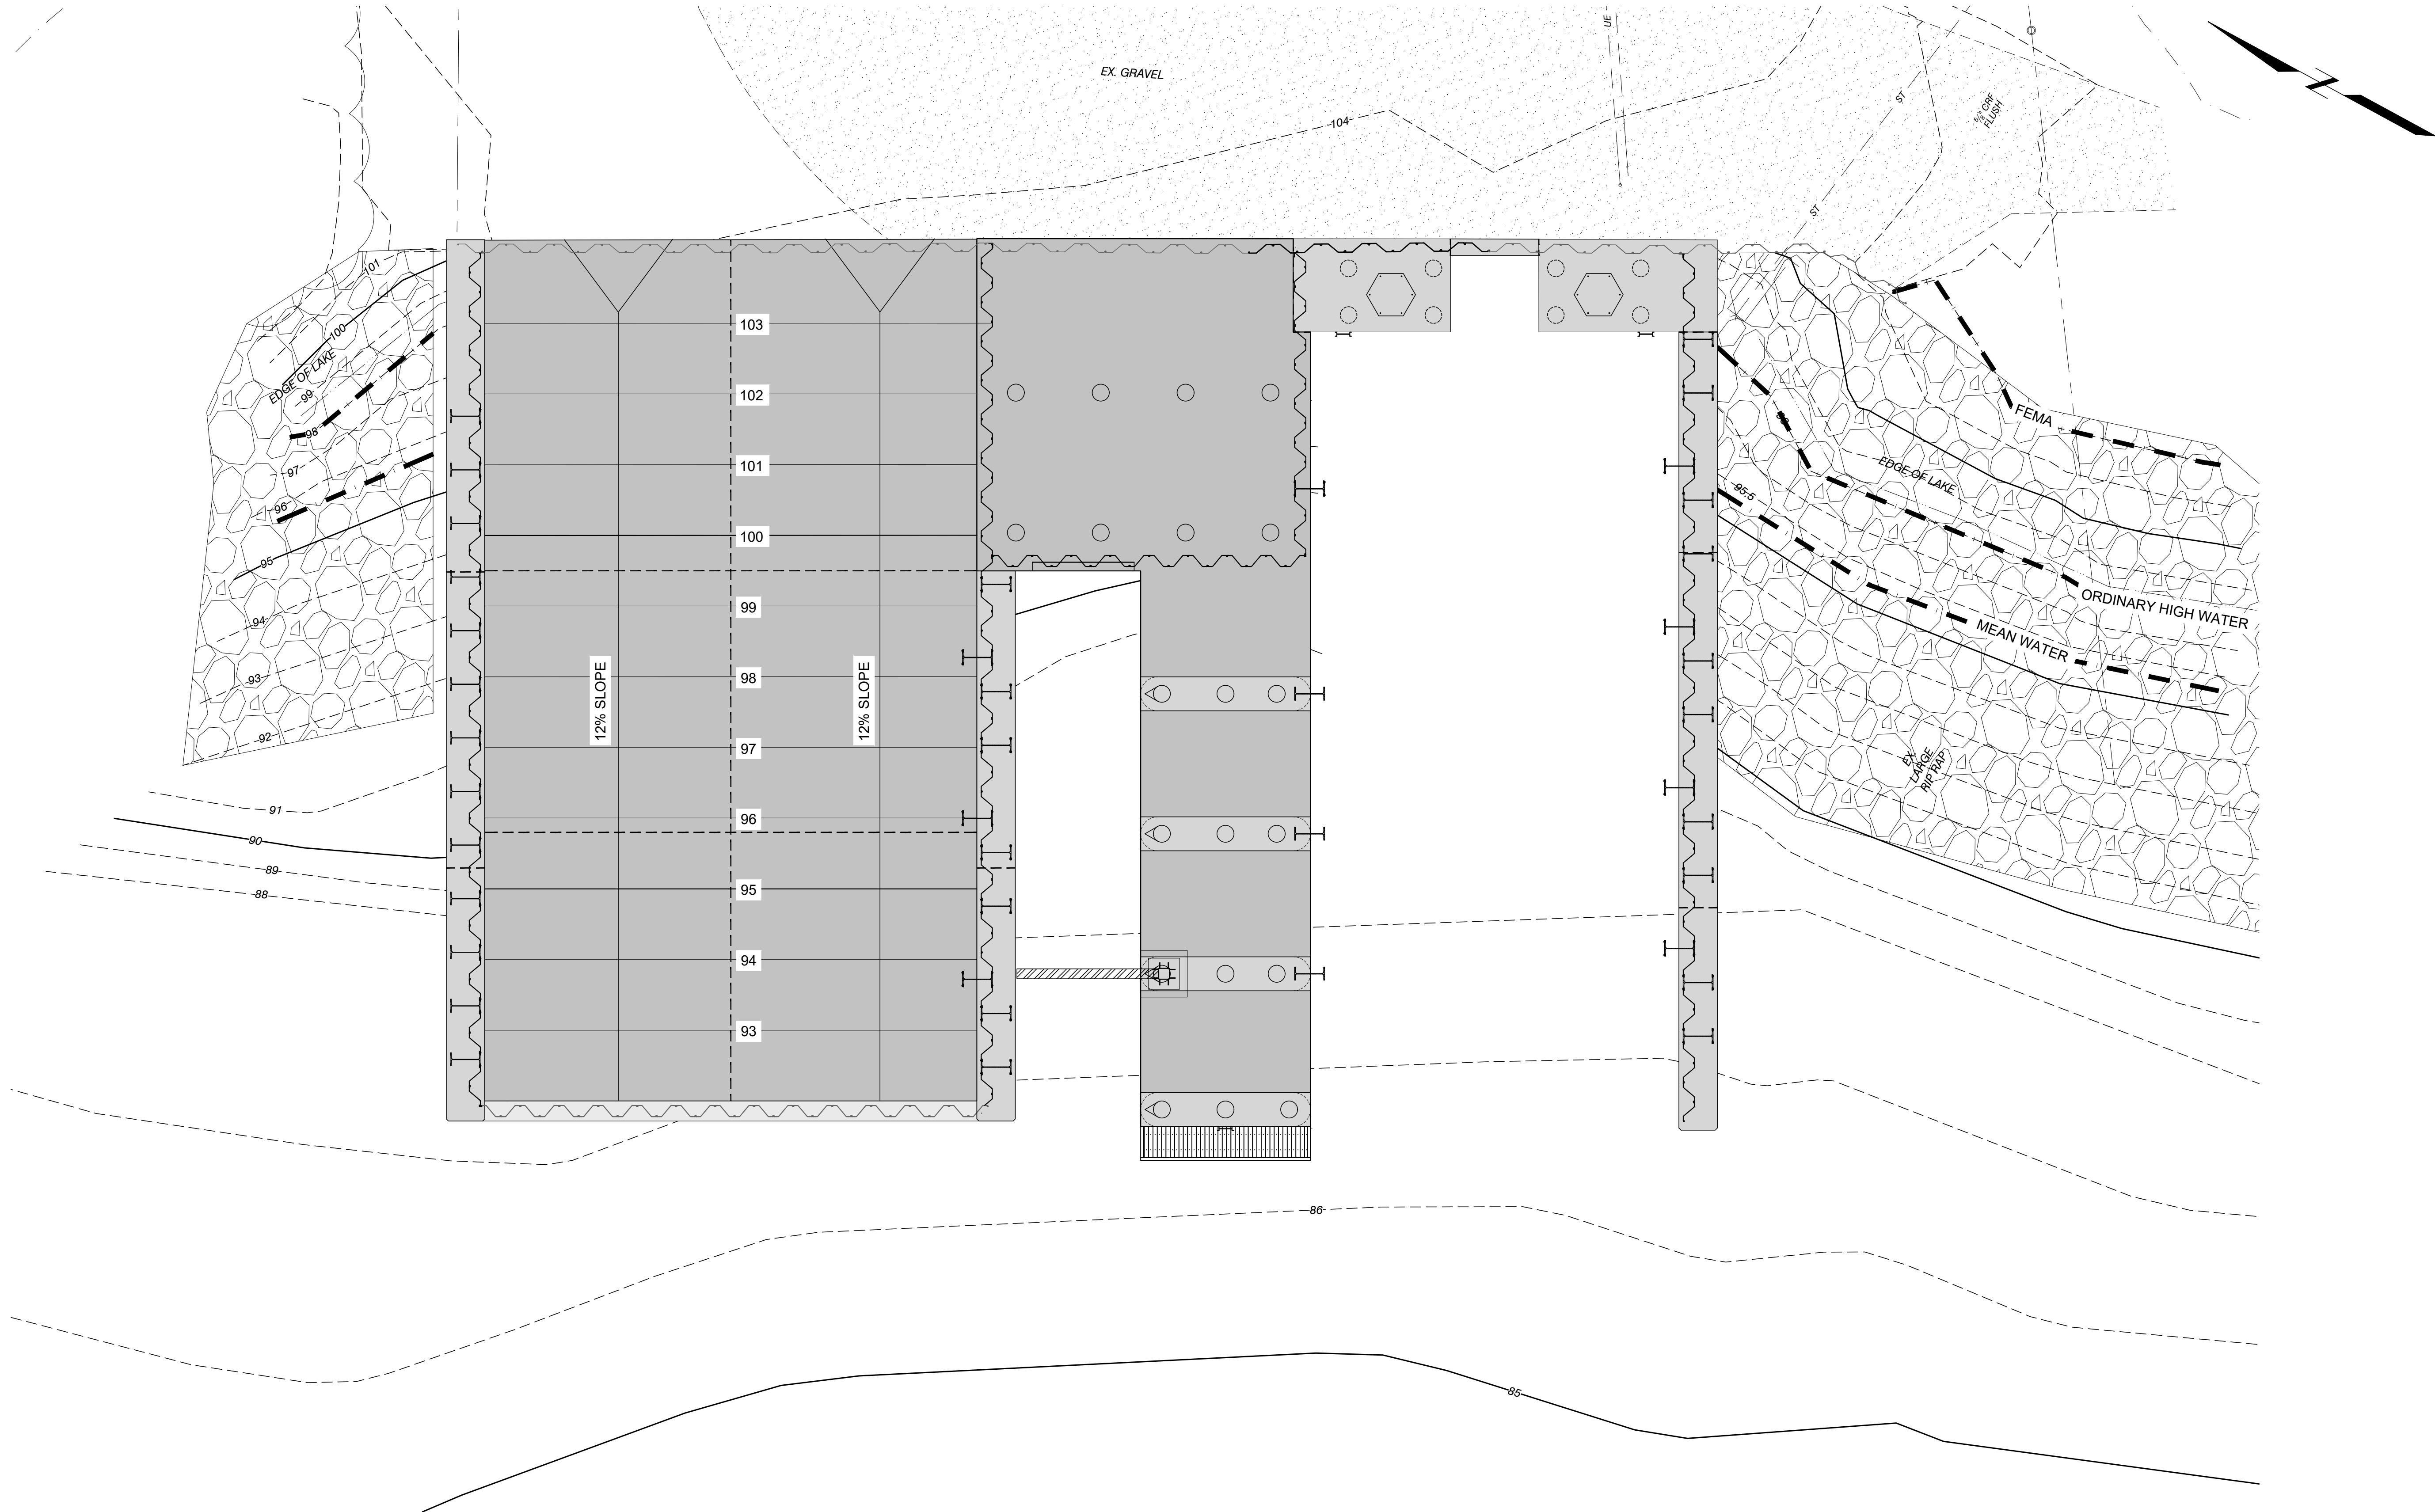 UE
EX. GRAVEL
ST
5/8" CRF
FLUSH
104
ST
101
100
103
EDGE OF LAKE
99
102
98
FEMA
97
101
EDGE OF LAKE
95.5
96
100
95
99
ORDINARY HIGH WATER
94
MEAN WATER
93
98
12% SLOPE
12% SLOPE
92
97
EX.
LARGE
RIP RAP
91
96
90
89
95
88
94
93
86
85